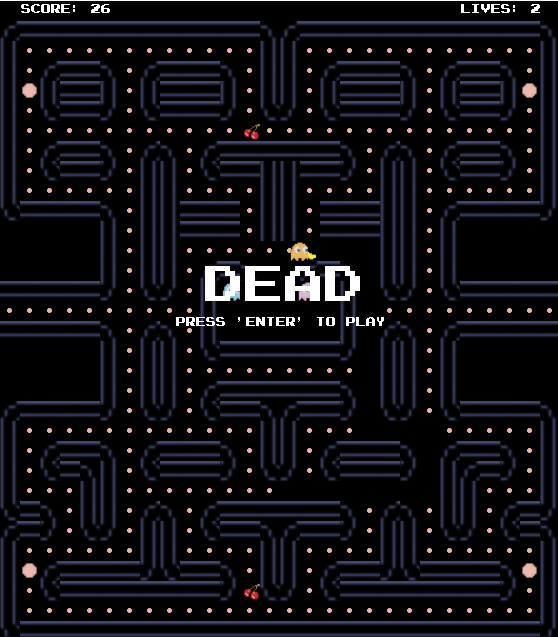 SCORE: 26
LIVES: 2
DEAD
PRESS 'ENTER' TO PLAY